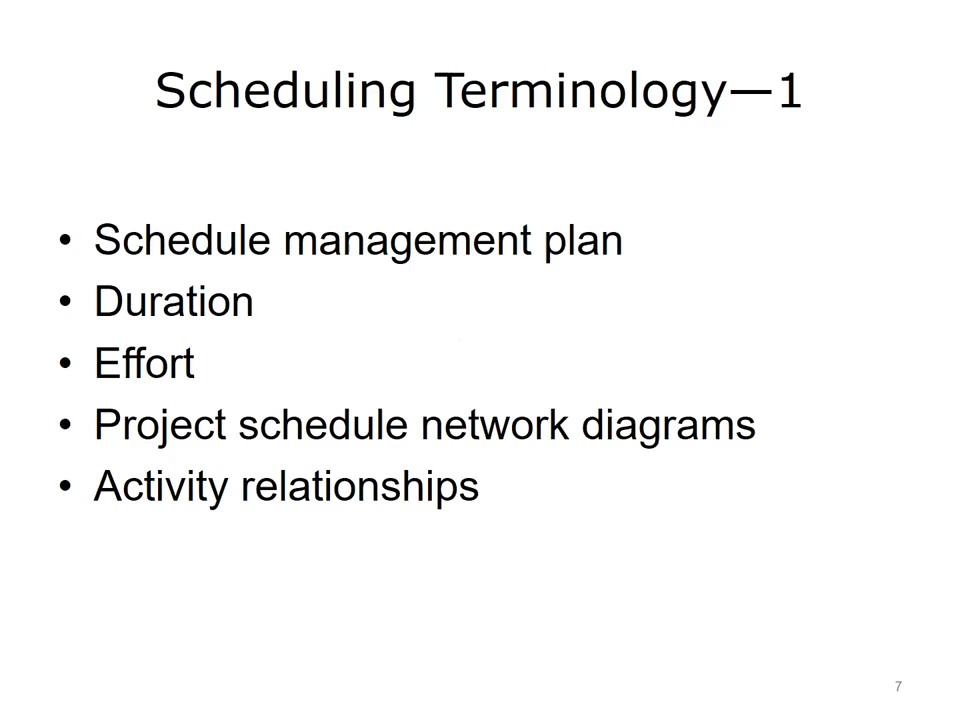 Scheduling Terminology—1
• Schedule management plan
• Duration
• Effort
• Project schedule network diagrams
• Activity relationships
7